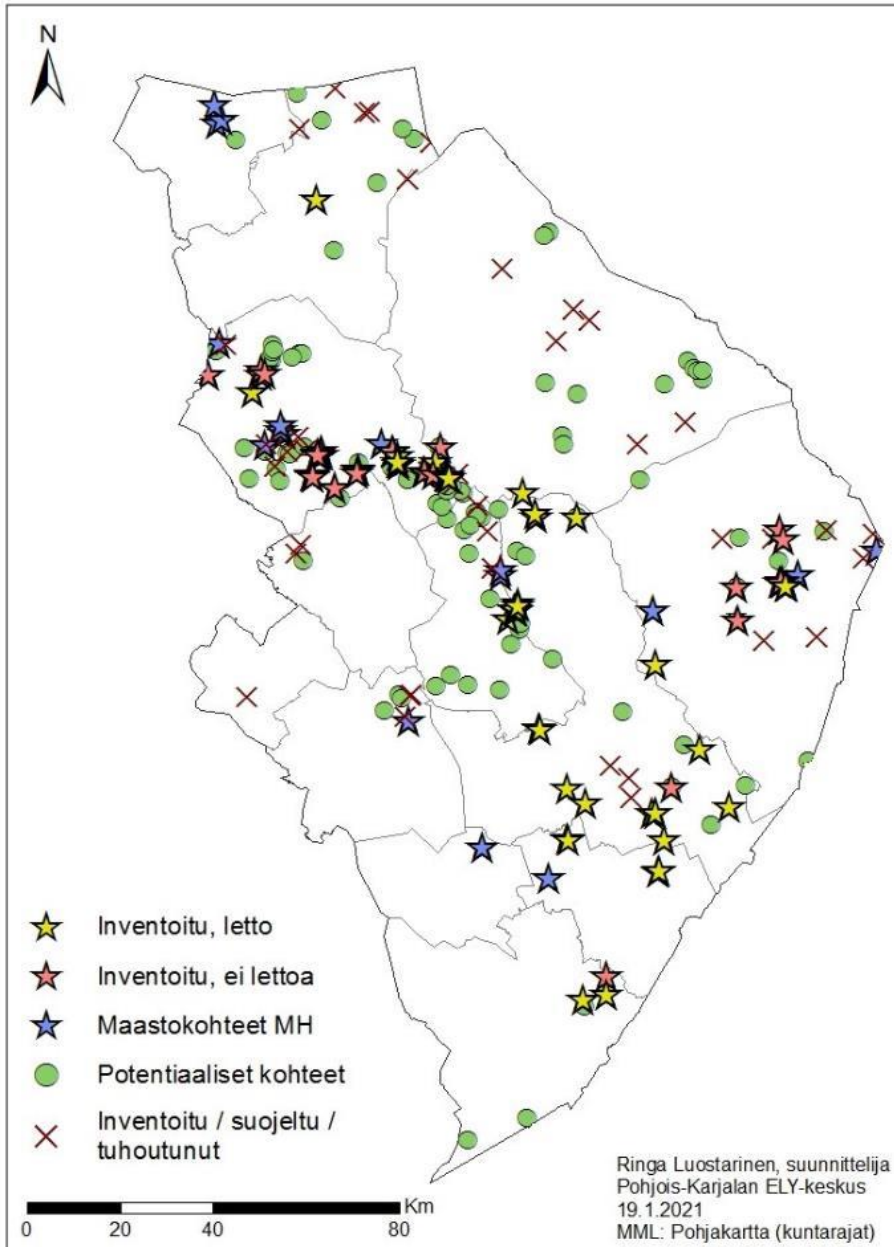 N
Inventoitu, letto
Inventoitu, ei lettoa
Maastokohteet MH
Potentiaaliset kohteet
Inventoitu / suojeltu /
tuhoutunut
Km
0 20 40 80
Ringa Luostarinen, suunnittelija
Pohjois-Karjalan ELY-keskus
19.1.2021
MML: Pohjakartta (kuntarajat)